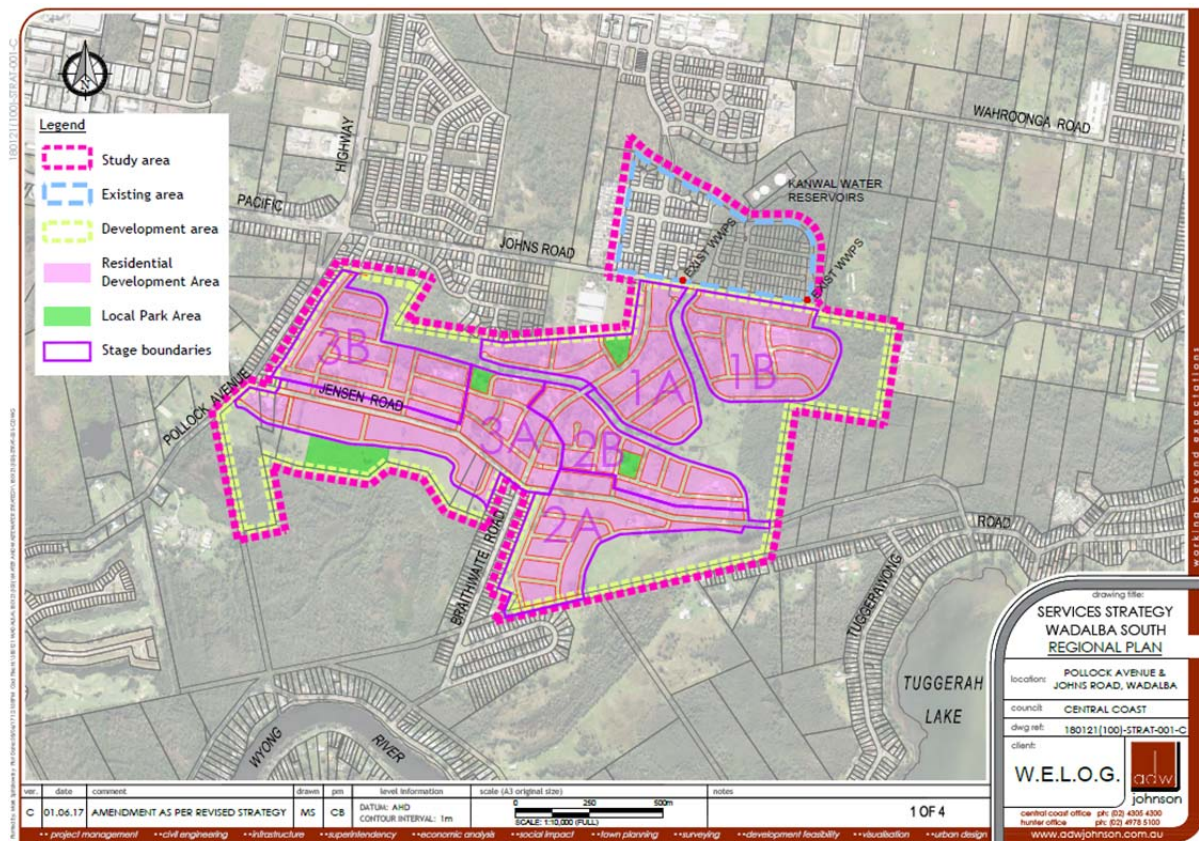 180121(100)-STRAT-001-C
Legend
Study area
Existing area
Development area
Residential
Development Area
Local Park Area
Stage boundaries
PACIFIC
HIGHWAY
WAHROONGA ROAD
KANWAL WATER
RESERVOIRS
JOHNS ROAD
EXIST WWPS
EXIST WWPS
POLLOCK AVENUE
JENSEN ROAD
3B
1A
1B
3A
2B
2A
BRAITHWAITE ROAD
TUGGERAWONG
ROAD
TUGGERAH
LAKE
WYONG
RIVER
working beyond expectations
drawing title:
SERVICES STRATEGY
WADALBA SOUTH
REGIONAL PLAN
location: POLLOCK AVENUE &
JOHNS ROAD, WADALBA
council: CENTRAL COAST
dwg ref: 180121(100)-STRAT-001-C
client:
W.E.L.O.G.
adw
johnson
central coast office ph: (02) 4305 4300
hunter office ph: (02) 4978 5100
www.adwjohnson.com.au
ver. date comment drawn pm level information scale (A3 original size) notes
C 01.06.17 AMENDMENT AS PER REVISED STRATEGY MS CB
DATUM: AHD
CONTOUR INTERVAL: 1m
0 250 500m
SCALE: 1:10,000 (FULL)
1 OF 4
••project management ••civil engineering ••infrastructure ••superintendency ••economic analysis ••social impact ••town planning ••surveying ••development feasibility ••visualisation ••urban design